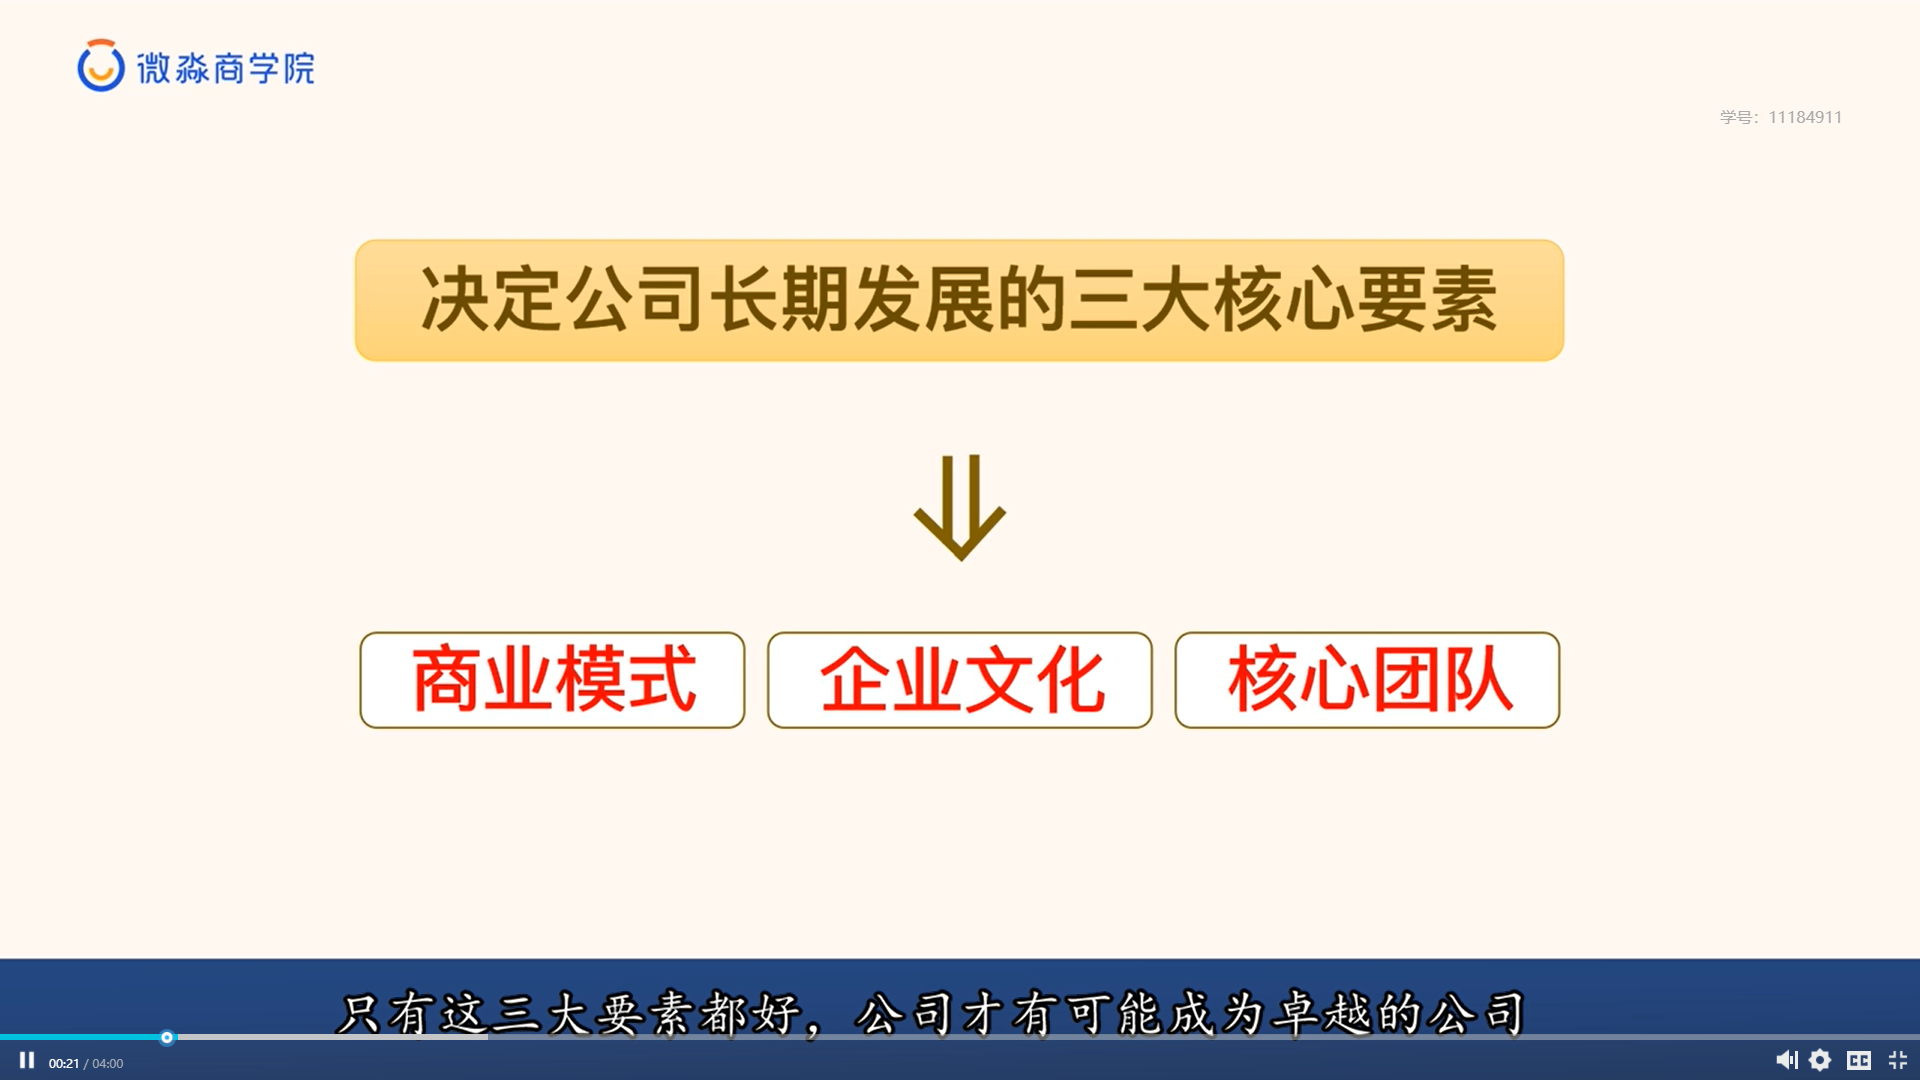 微淼商学院
学号：11184911
决定公司长期发展的三大核心要素
商业模式 企业文化 核心团队
只有这三大要素都好，公司才有可能成为卓越的公司
00:21 / 04:00
CC